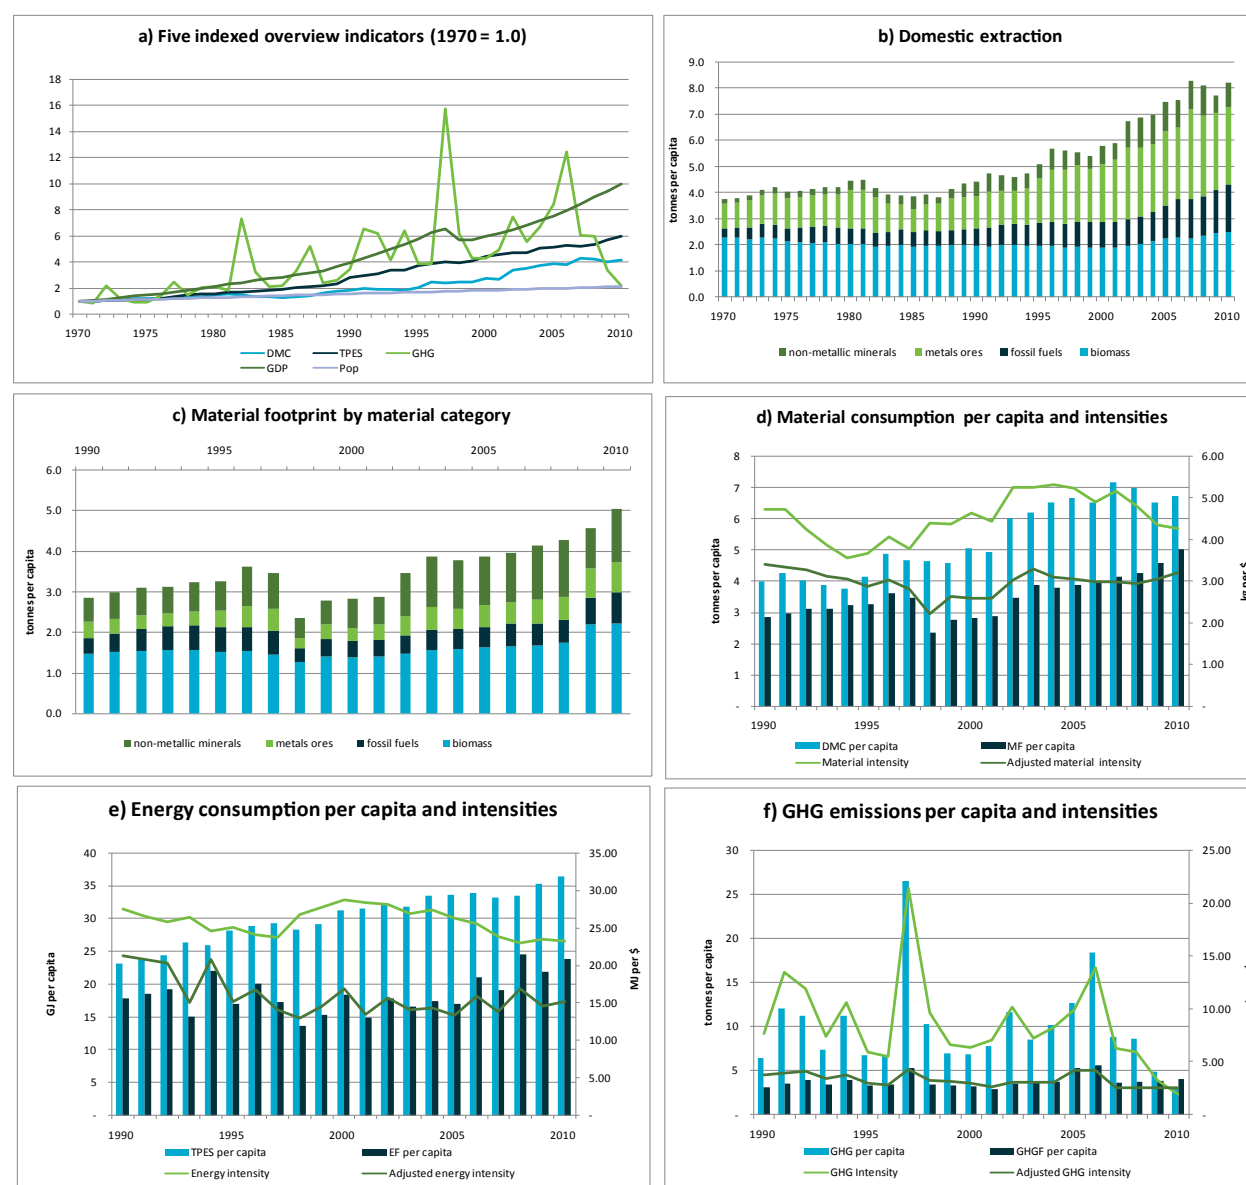 a) Five indexed overview indicators (1970 = 1.0)
18
16
14
12
10
8
6
4
2
0
1970 1975 1980 1985 1990 1995 2000 2005 2010
DMC TPES GHG
GDP Pop
b) Domestic extraction
tonnes per capita
9.0
8.0
7.0
6.0
5.0
4.0
3.0
2.0
1.0
0.0
1970 1975 1980 1985 1990 1995 2000 2005 2010
non-metallic minerals metals ores fossil fuels biomass
c) Material footprint by material category
1990 1995 2000 2005 2010
tonnes per capita
6.0
5.0
4.0
3.0
2.0
1.0
0.0
non-metallic minerals metals ores fossil fuels biomass
d) Material consumption per capita and intensities
tonnes per capita
8
7
6
5
4
3
2
1
-
6.00
5.00
4.00
3.00
2.00
1.00
-
kg per $
1990 1995 2000 2005 2010
DMC per capita MF per capita
Material intensity Adjusted material intensity
e) Energy consumption per capita and intensities
GJ per capita
40
35
30
25
20
15
10
5
-
35.00
30.00
25.00
20.00
15.00
10.00
5.00
-
MJ per $
1990 1995 2000 2005 2010
TPES per capita EF per capita
Energy intensity Adjusted energy intensity
f) GHG emissions per capita and intensities
tonnes per capita
30
25
20
15
10
5
-
25.00
20.00
15.00
10.00
5.00
-
1990 1995 2000 2005 2010
GHG per capita GHGF per capita
GHG Intensity Adjusted GHG intensity